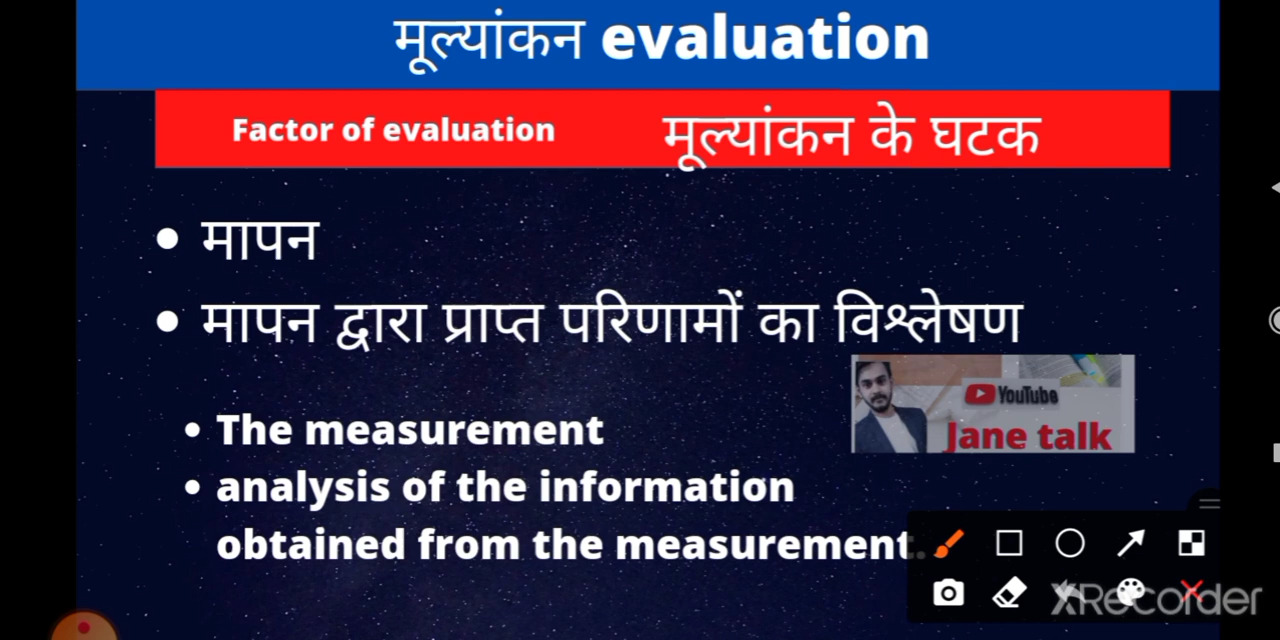 मूल्यांकन evaluation
Factor of evaluation मूल्यांकन के घटक
• मापन
• मापन द्वारा प्राप्त परिणामों का विश्लेषण
YouTube
Jane talk
• The measurement
• analysis of the information
obtained from the measurement.
XRecorder